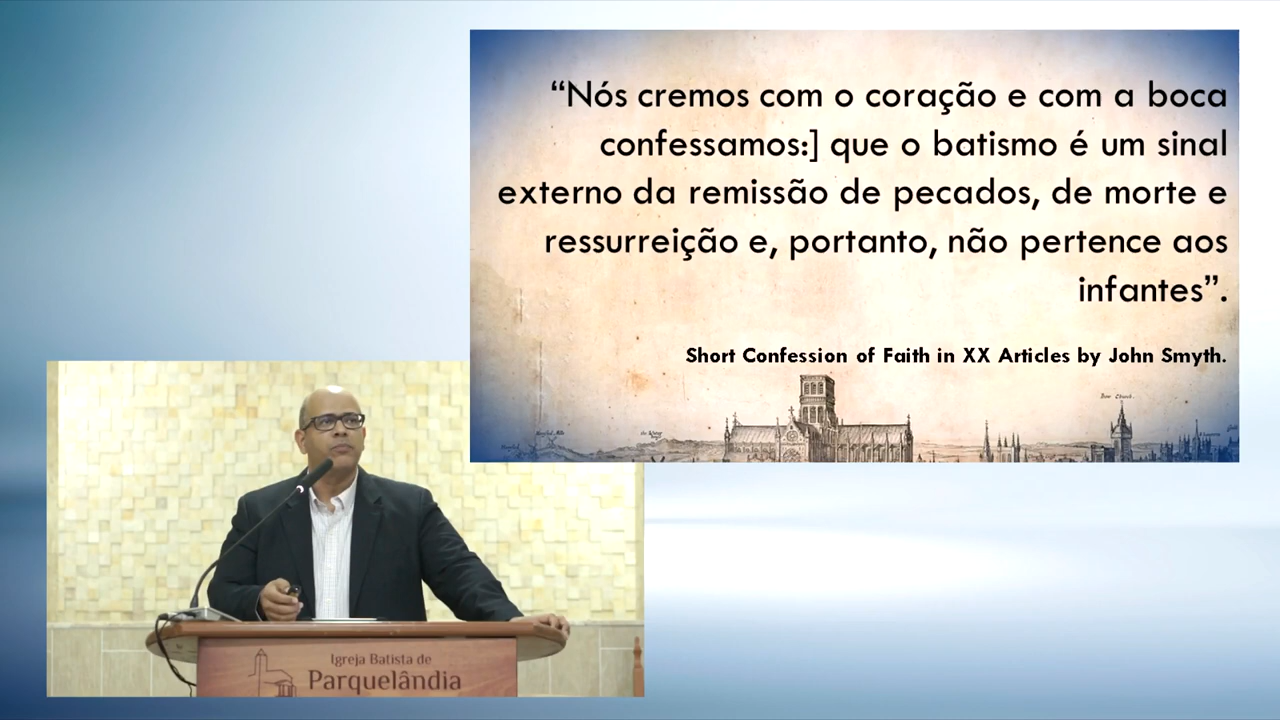 “Nós cremos com o coração e com a boca
confessamos:] que o batismo é um sinal
externo da remissão de pecados, de morte e
ressurreição e, portanto, não pertence aos
infantes”.
Short Confession of Faith in XX Articles by John Smyth.
Bow Church.
Igreja Batista de
Parquelândia